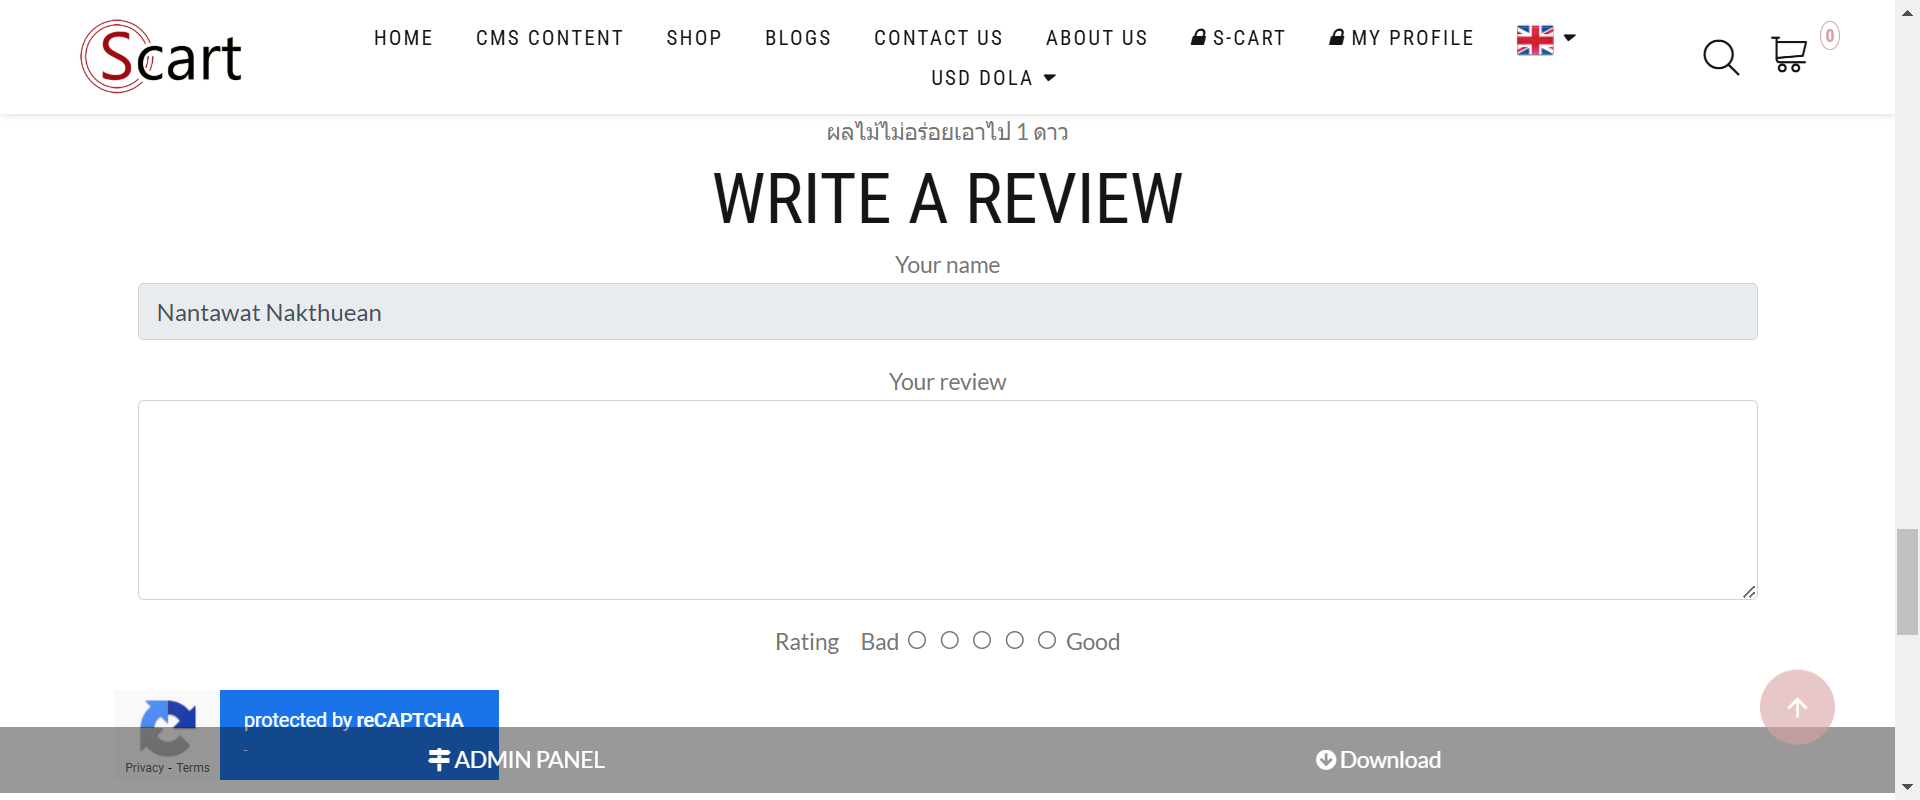 Scart
HOME CMS CONTENT SHOP BLOGS CONTACT US ABOUT US S-CART MY PROFILE
0
USD DOLA
ผลไม้ไม่อร่อยเอาไป 1 ดาว
WRITE A REVIEW
Your name
Nantawat Nakthuean
Your review
Rating Bad Good
protected by reCAPTCHA
-
Privacy - Terms
ADMIN PANEL
Download